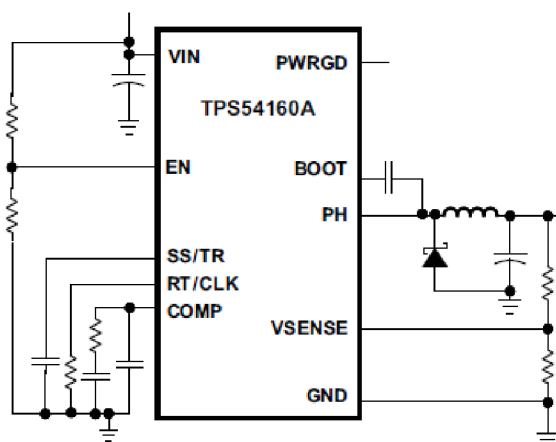 VIN
PWRGD
TPS54160A
EN
BOOT
PH
SS/TR
RT/CLK
COMP
VSENSE
GND